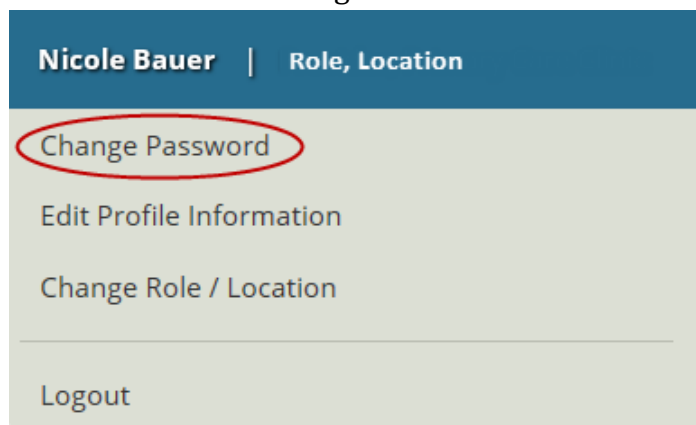 Nicole Bauer | Role, Location
Change Password
Edit Profile Information
Change Role / Location
Logout